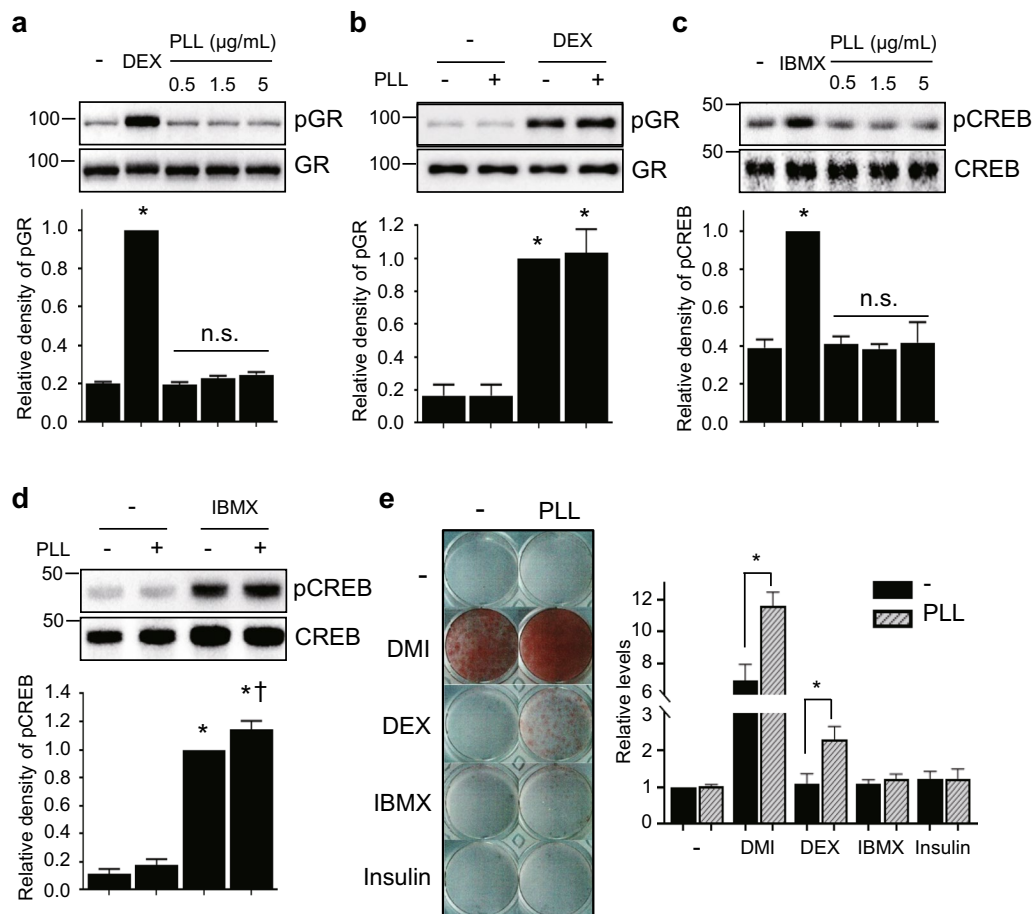 a
PLL (µg/mL)
- DEX
0.5 1.5 5
100
pGR
100
GR
Relative density of pGR
1.0
0.8
0.6
0.4
0.2
0.0
*
n.s.
b
- DEX
PLL - + - +
100
pGR
100
GR
Relative density of pGR
1.2
1.0
0.8
0.6
0.4
0.2
0.0
* *
c
PLL (µg/mL)
- IBMX
0.5 1.5 5
50
pCREB
50
CREB
Relative density of pCREB
1.0
0.8
0.6
0.4
0.2
0.0
*
n.s.
d
- IBMX
PLL - + - +
50
pCREB
50
CREB
Relative density of pCREB
1.4
1.2
1.0
0.8
0.6
0.4
0.2
0.0
* *†
e
- PLL
-
DMI
DEX
IBMX
Insulin
Relative levels
12
10
8
6
3
2
1
0
*
*
-
PLL
- DMI DEX IBMX Insulin